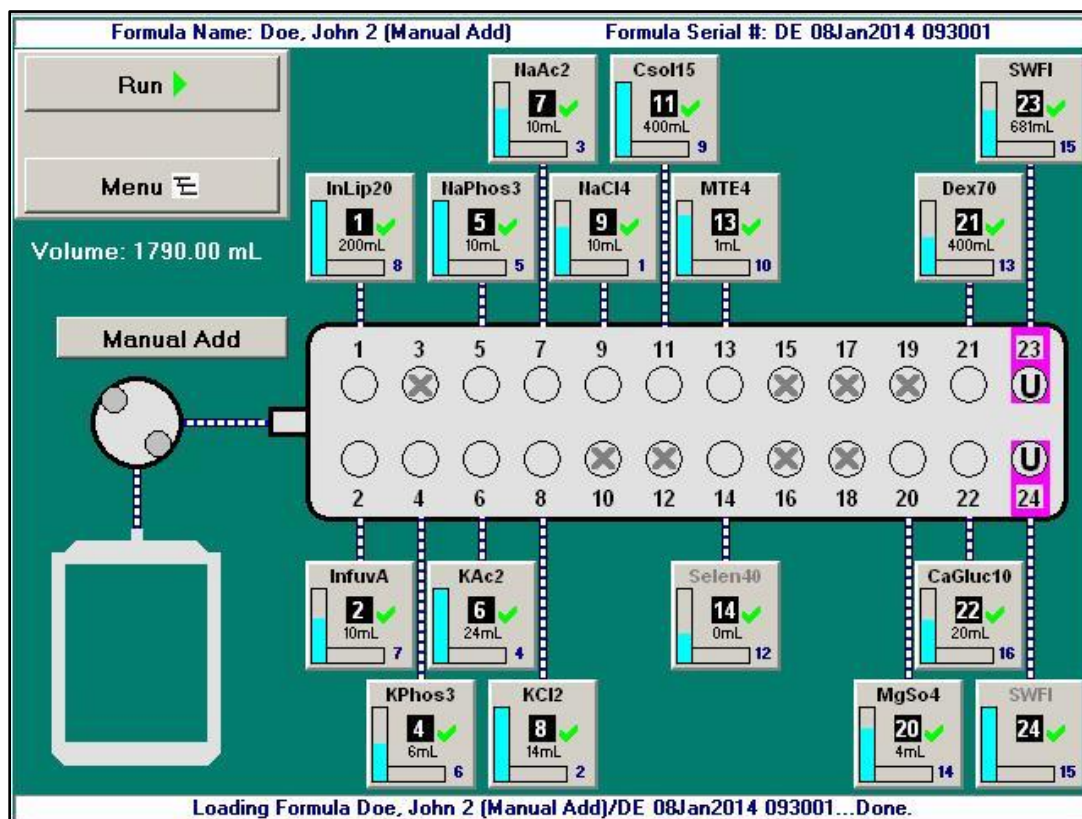 Formula Name: Doe, John 2 (Manual Add) Formula Serial #: DE 08Jan2014 093001
Run
Menu
Volume: 1790.00 mL
Manual Add
NaAc2
7
10mL
3
Csol15
11
400mL
9
SWFI
23
681mL
15
InLip20
1
200mL
8
NaPhos3
5
10mL
5
NaCl4
9
10mL
1
MTE4
13
1mL
10
Dex70
21
400mL
13
1 3 5 7 9 11 13 15 17 19 21 23
U
U
2 4 6 8 10 12 14 16 18 20 22 24
InfuvA
2
10mL
7
KAc2
6
24mL
4
Selen40
14
0mL
12
CaGluc10
22
20mL
16
KPhos3
4
6mL
6
KCl2
8
14mL
2
MgSo4
20
4mL
14
SWFI
24
15
Loading Formula Doe, John 2 (Manual Add)/DE 08Jan2014 093001...Done.